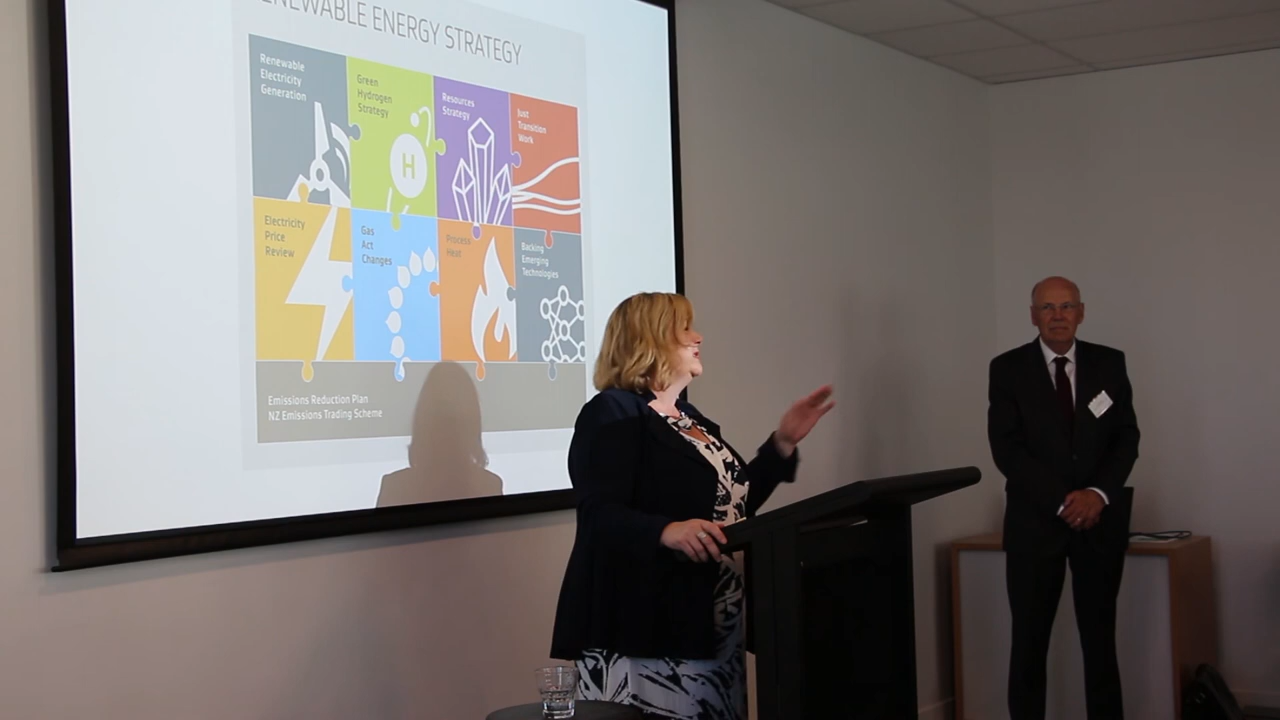 RENEWABLE ENERGY STRATEGY
Renewable
Electricity
Generation
Green
Hydrogen
Strategy
H
Resources
Strategy
Just
Transition
Work
Electricity
Price
Review
Gas
Act
Changes
Process
Heat
Backing
Emerging
Technologies
Emissions Reduction Plan
NZ Emissions Trading Scheme